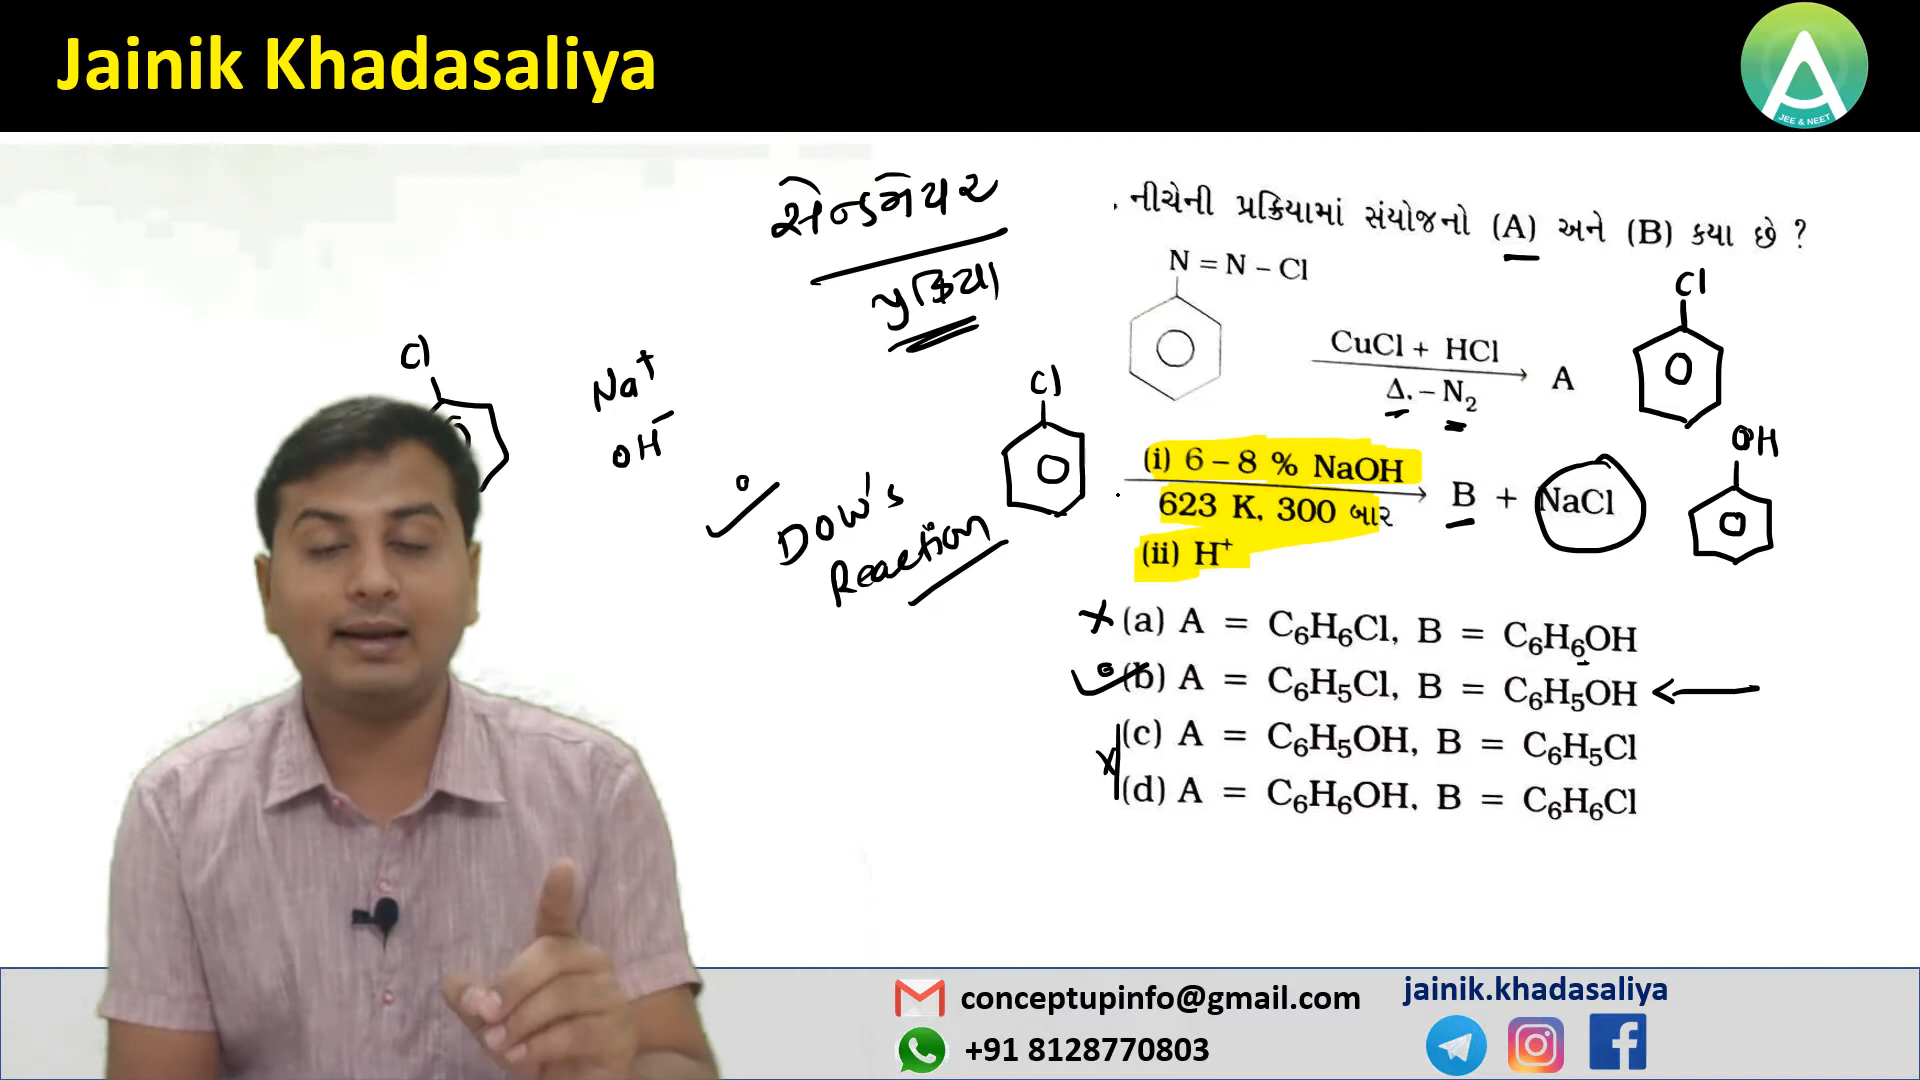 Jainik Khadasaliya
A
JEE & NEET
સેન્ડમેયર
પ્રક્રિયા
. નીચેની પ્રક્રિયામાં સંયોજનો (A) અને (B) કયા છે ?
N = N – Cl
CuCl + HCl
Δ. – N₂
A
Cl
Cl
Na⁺
OH⁻
DOW's
Reaction
Cl
(i) 6 – 8 % NaOH
623 K, 300 બાર
(ii) H⁺
B + NaCl
OH
(a) A = C₆H₆Cl, B = C₆H₆OH
(b) A = C₆H₅Cl, B = C₆H₅OH
(c) A = C₆H₅OH, B = C₆H₅Cl
(d) A = C₆H₆OH, B = C₆H₆Cl
conceptupinfo@gmail.com
+91 8128770803
jainik.khadasaliya